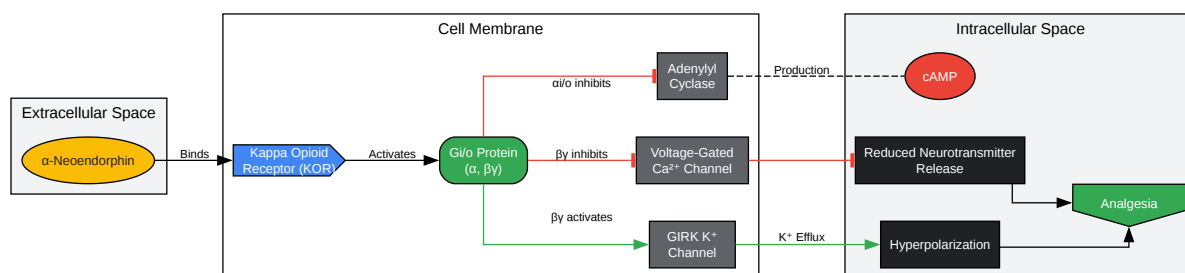 Cell Membrane
Intracellular Space
Extracellular Space
α-Neoendorphin
Binds
Kappa Opioid
Receptor (KOR)
Activates
Gi/o Protein
(α, βγ)
αi/o inhibits
Adenylyl
Cyclase
Production
cAMP
βγ inhibits
Voltage-Gated
Ca²⁺ Channel
Reduced Neurotransmitter
Release
βγ activates
GIRK K⁺
Channel
K⁺ Efflux
Hyperpolarization
Analgesia